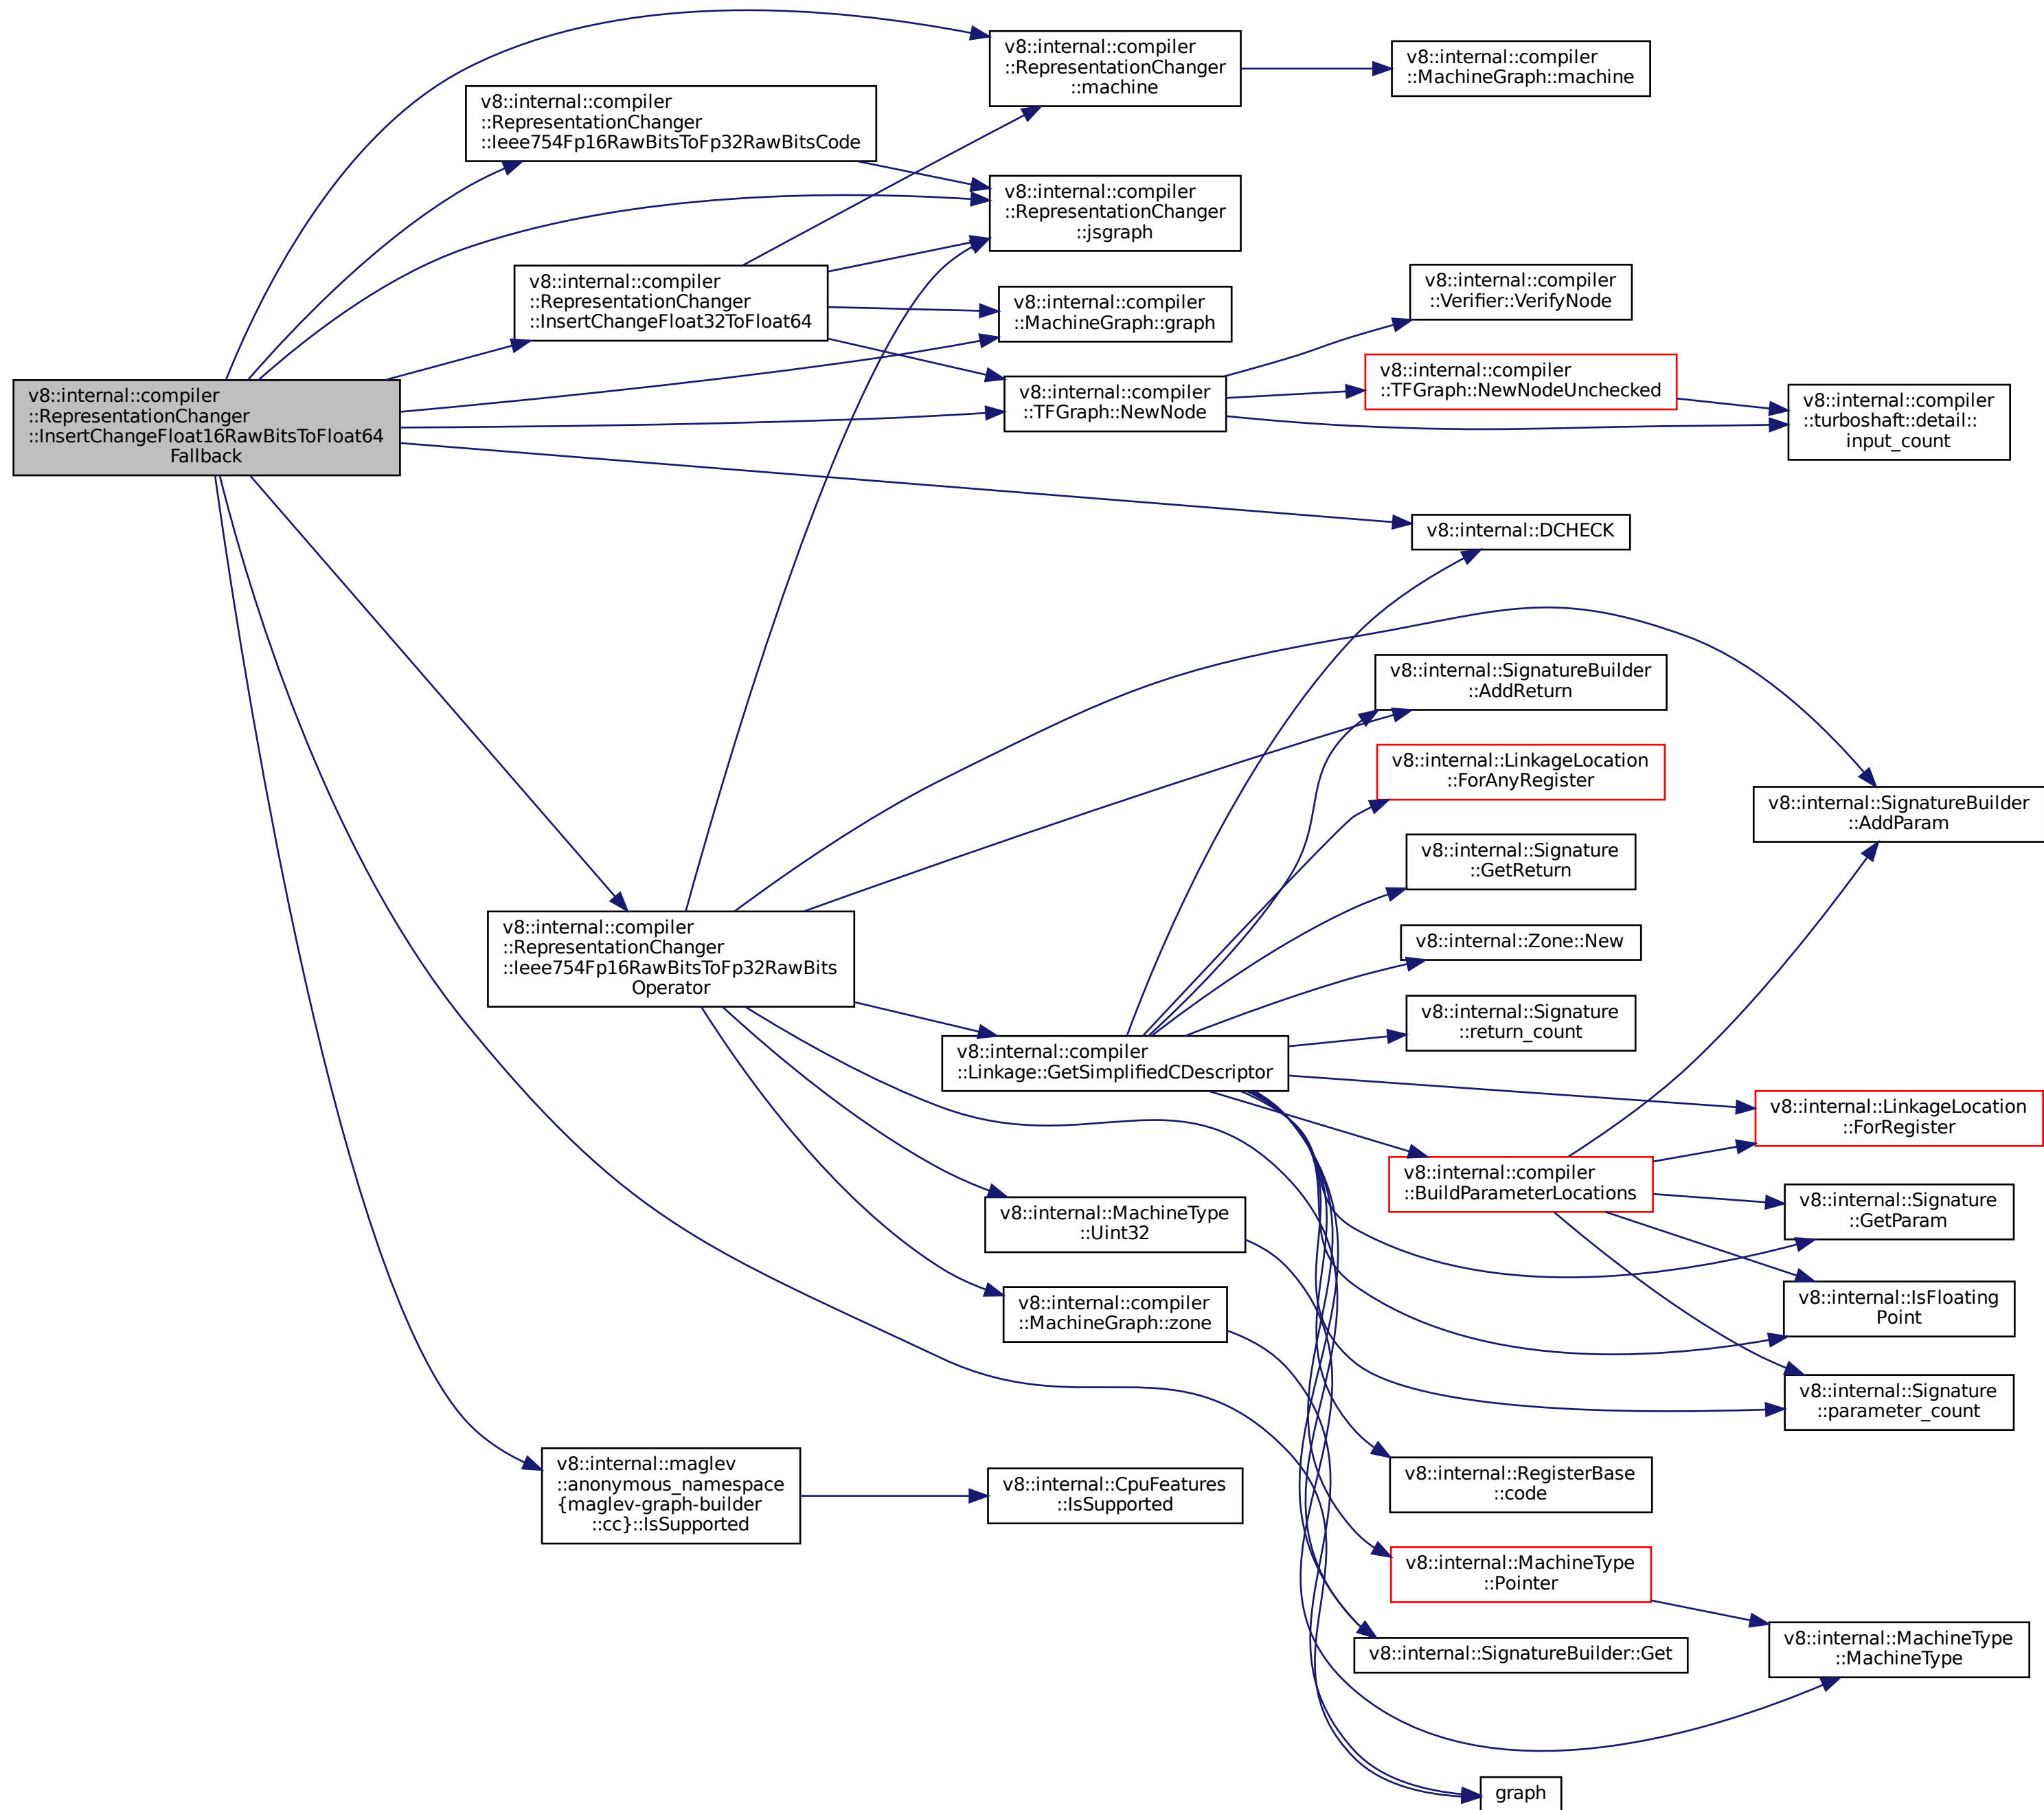 v8::internal::compiler
::RepresentationChanger
::machine
v8::internal::compiler
::MachineGraph::machine
v8::internal::compiler
::RepresentationChanger
::Ieee754Fp16RawBitsToFp32RawBitsCode
v8::internal::compiler
::RepresentationChanger
::jsgraph
v8::internal::compiler
::RepresentationChanger
::InsertChangeFloat32ToFloat64
v8::internal::compiler
::MachineGraph::graph
v8::internal::compiler
::Verifier::VerifyNode
v8::internal::compiler
::RepresentationChanger
::InsertChangeFloat16RawBitsToFloat64
Fallback
v8::internal::compiler
::TFGraph::NewNode
v8::internal::compiler
::TFGraph::NewNodeUnchecked
v8::internal::compiler
::turboshaft::detail::
input_count
v8::internal::DCHECK
v8::internal::SignatureBuilder
::AddReturn
v8::internal::LinkageLocation
::ForAnyRegister
v8::internal::SignatureBuilder
::AddParam
v8::internal::Signature
::GetReturn
v8::internal::compiler
::RepresentationChanger
::Ieee754Fp16RawBitsToFp32RawBits
Operator
v8::internal::Zone::New
v8::internal::Signature
::return_count
v8::internal::compiler
::Linkage::GetSimplifiedCDescriptor
v8::internal::LinkageLocation
::ForRegister
v8::internal::compiler
::BuildParameterLocations
v8::internal::MachineType
::Uint32
v8::internal::Signature
::GetParam
v8::internal::compiler
::MachineGraph::zone
v8::internal::IsFloating
Point
v8::internal::Signature
::parameter_count
v8::internal::maglev
::anonymous_namespace
{maglev-graph-builder
::cc}::IsSupported
v8::internal::CpuFeatures
::IsSupported
v8::internal::RegisterBase
::code
v8::internal::MachineType
::Pointer
v8::internal::SignatureBuilder::Get
v8::internal::MachineType
::MachineType
graph